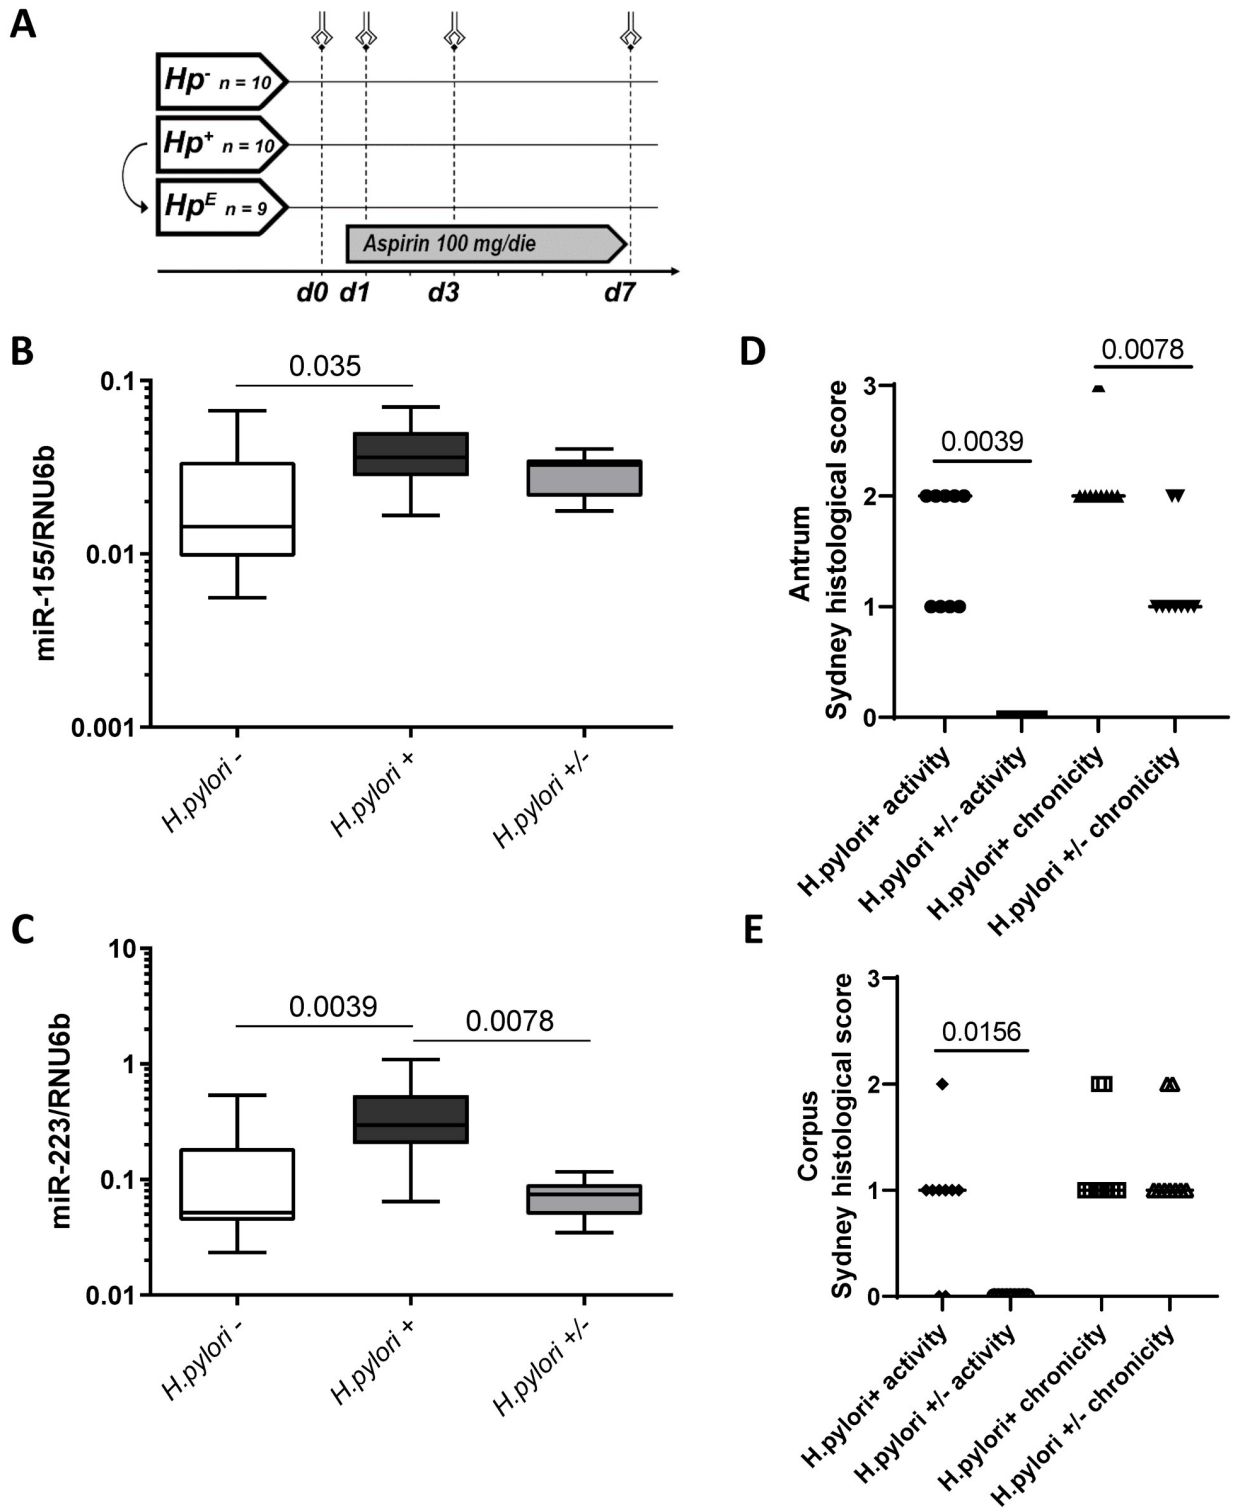 A
Hp- n = 10
Hp+ n = 10
HpE n = 9
Aspirin 100 mg/die
d0 d1 d3 d7
B
miR-155/RNU6b
0.035
0.1
0.01
0.001
H.pylori -
H.pylori +
H.pylori +/-
C
miR-223/RNU6b
0.0039
0.0078
10
1
0.1
0.01
H.pylori -
H.pylori +
H.pylori +/-
D
Antrum
Sydney histological score
0.0039
0.0078
3
2
1
0
H.pylori+ activity
H.pylori +/- activity
H.pylori+ chronicity
H.pylori +/- chronicity
E
Corpus
Sydney histological score
0.0156
3
2
1
0
H.pylori+ activity
H.pylori +/- activity
H.pylori+ chronicity
H.pylori +/- chronicity